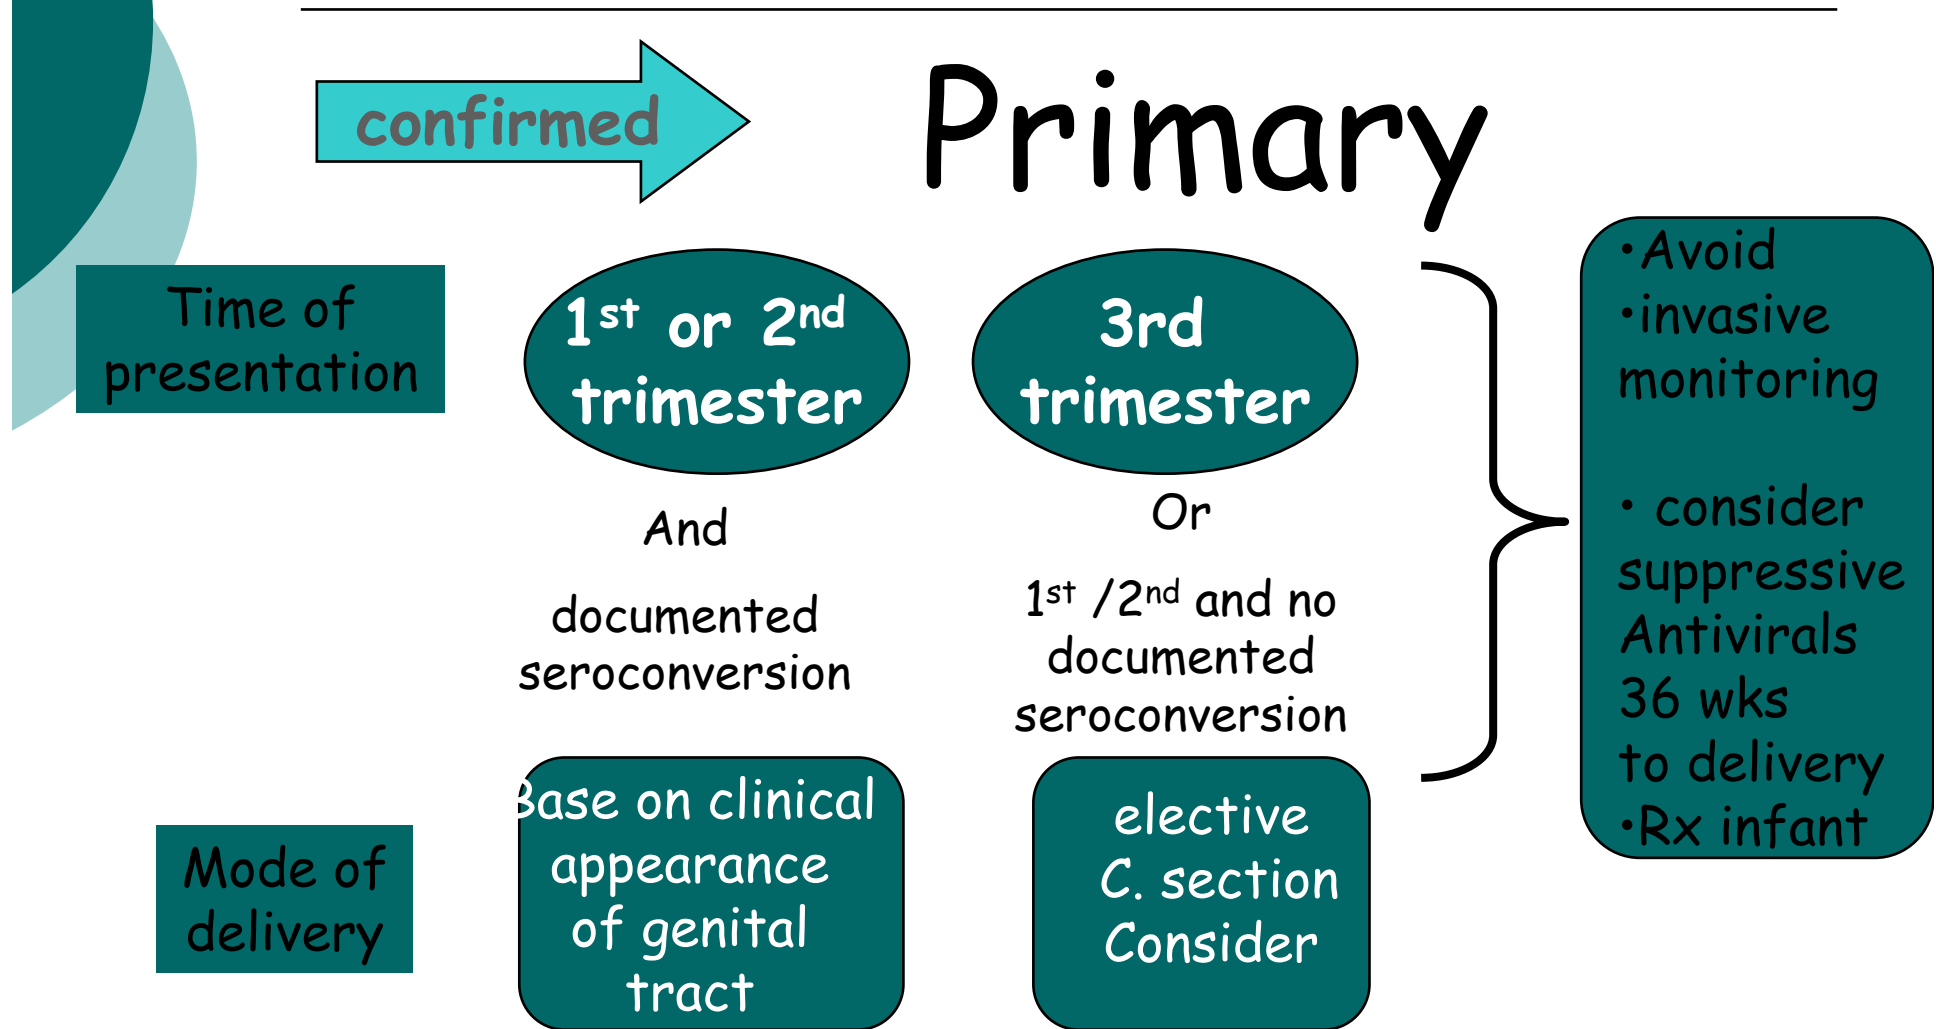 confirmed
Primary
Time of
presentation
1st or 2nd
trimester
And
documented
seroconversion
3rd
trimester
Or
1st /2nd and no
documented
seroconversion
Mode of
delivery
Base on clinical
appearance
of genital
tract
elective
C. section
Consider
•Avoid
•invasive
monitoring
• consider
suppressive
Antivirals
36 wks
to delivery
•Rx infant